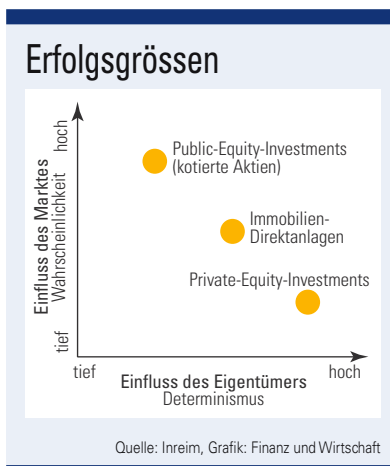 Erfolgsgrössen
Einfluss des Marktes
Wahrscheinlichkeit
hoch
tief
Public-Equity-Investments
(kotierte Aktien)
Immobilien-
Direktanlagen
Private-Equity-Investments
tief
hoch
Einfluss des Eigentümers
Determinismus
Quelle: Inreim, Grafik: Finanz und Wirtschaft